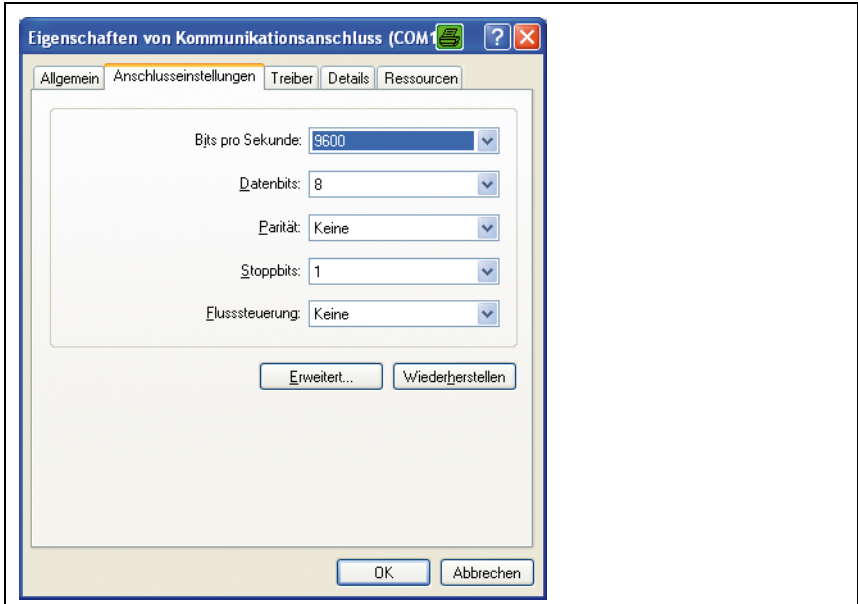 Eigenschaften von Kommunikationsanschluss (COM1
Allgemein Anschlusseinstellungen Treiber Details Ressourcen
Bits pro Sekunde: 9600
Datenbits: 8
Parität: Keine
Stoppbits: 1
Flusssteuerung: Keine
Erweitert... Wiederherstellen
OK Abbrechen